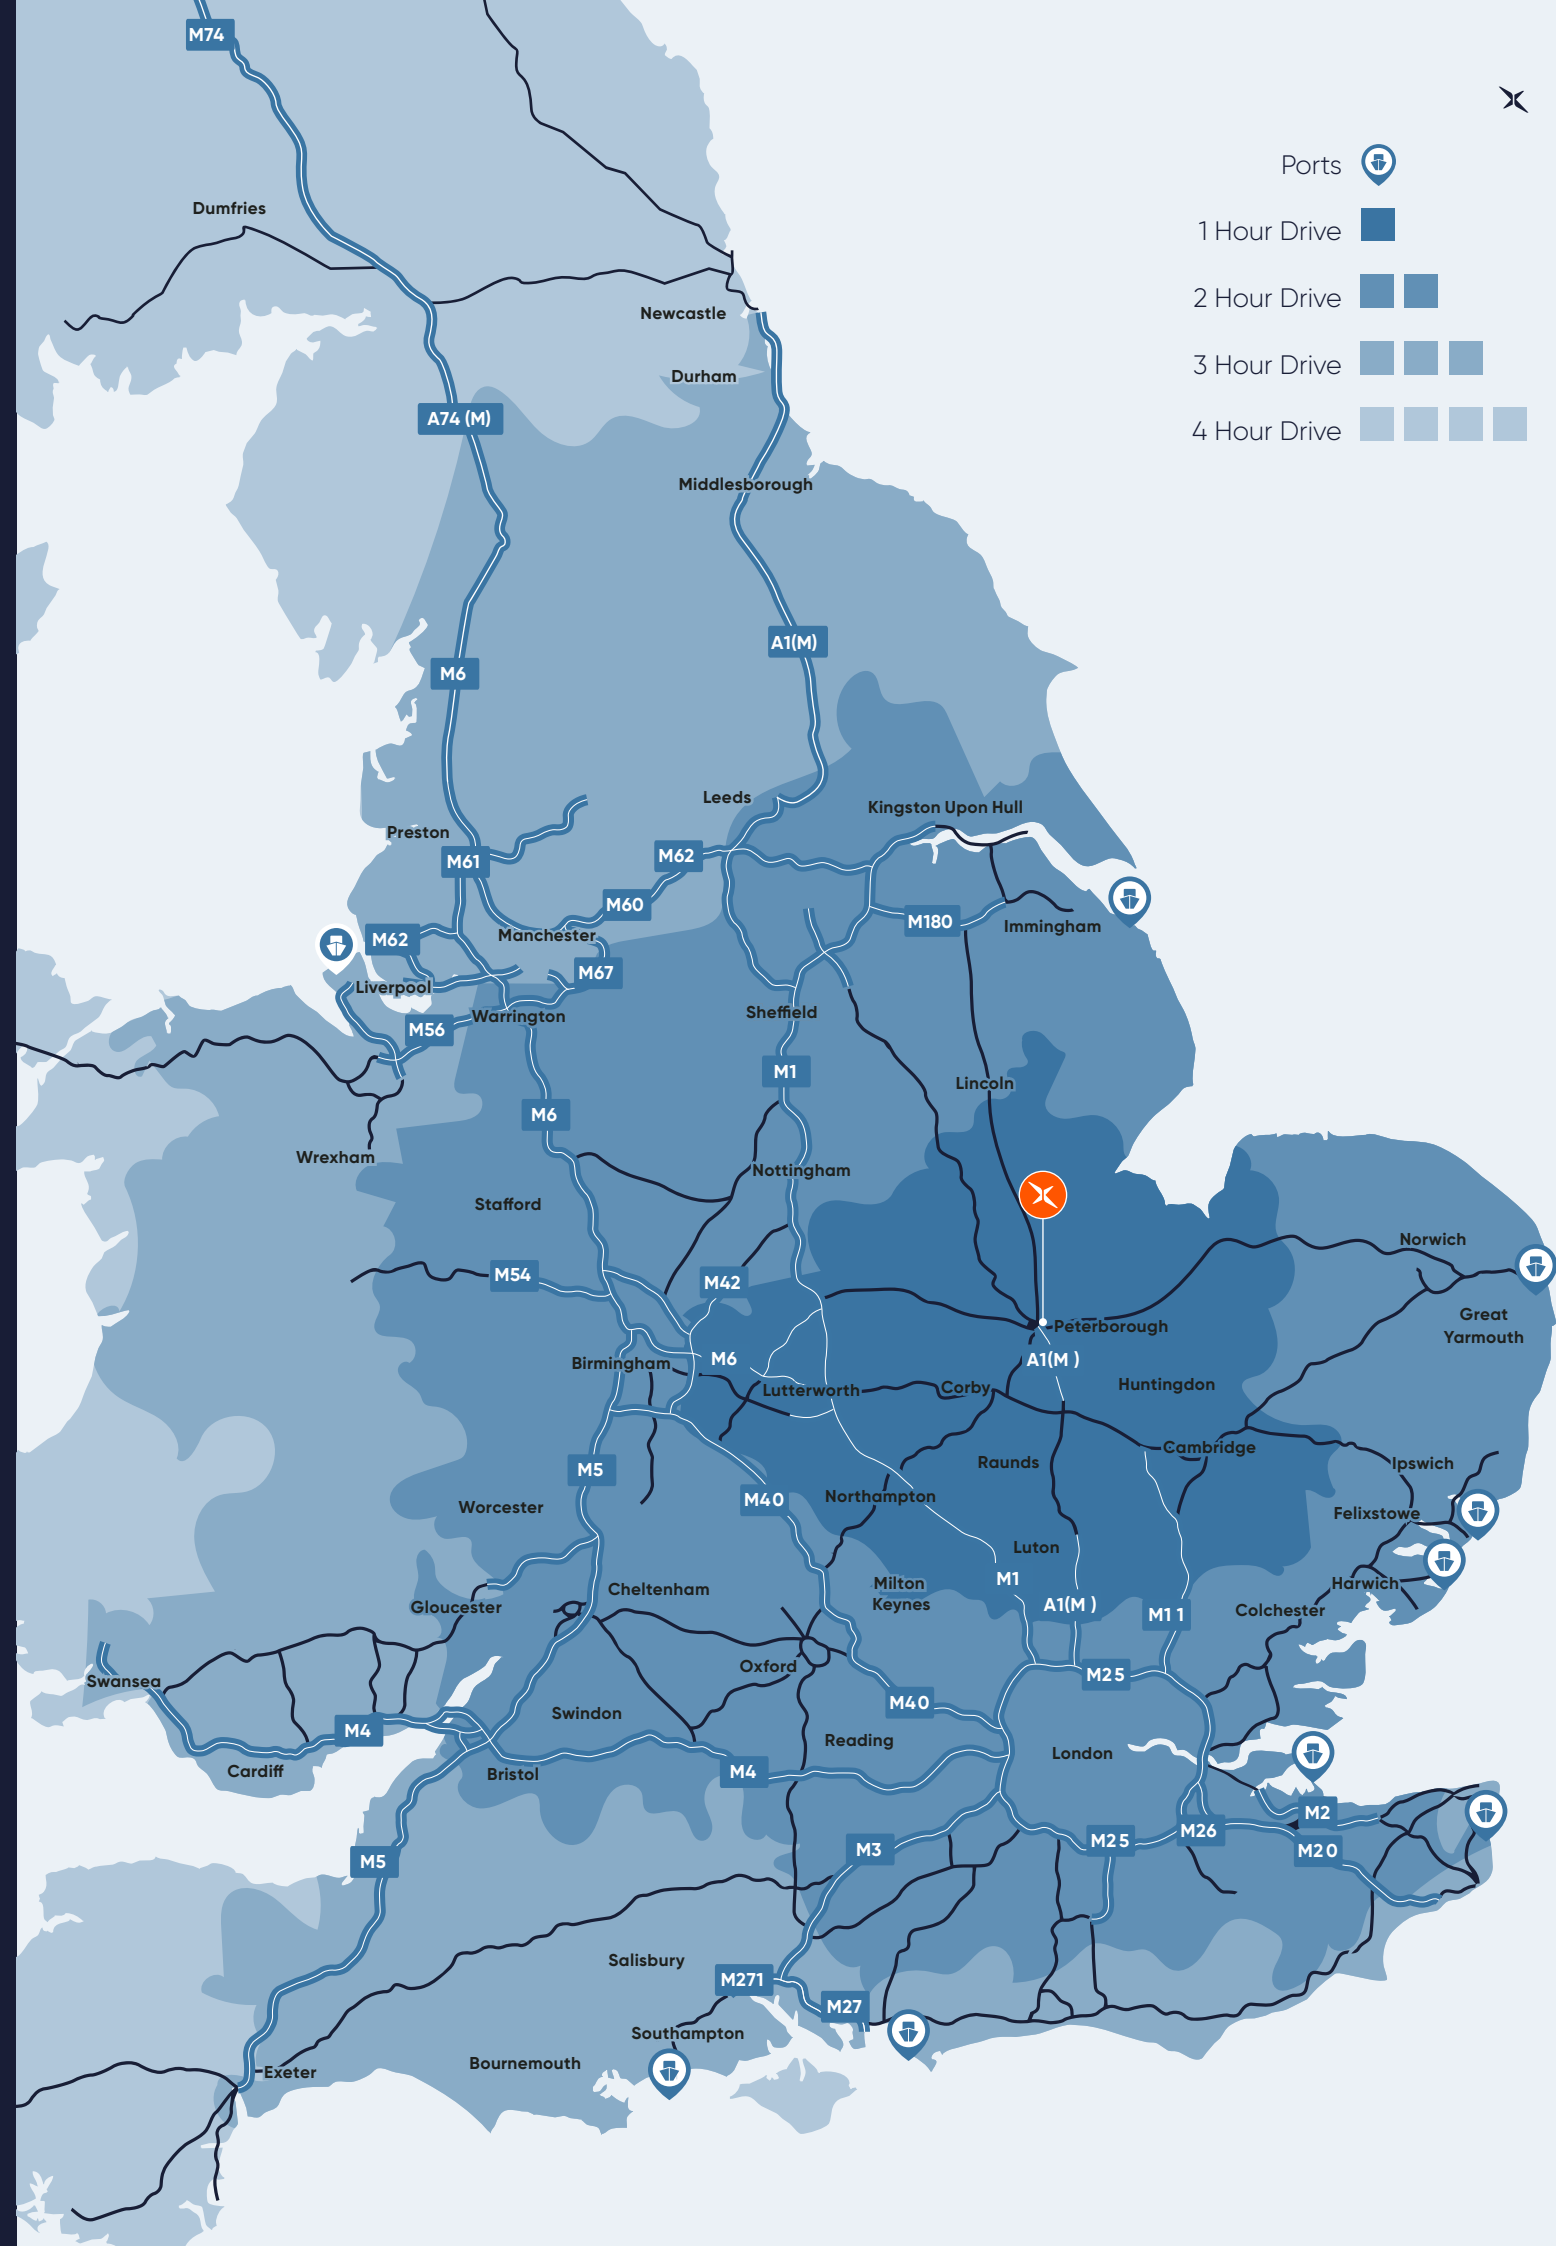 M74
Ports
Dumfries
1 Hour Drive
2 Hour Drive
Newcastle
3 Hour Drive
Durham
A74 (M)
4 Hour Drive
Middlesborough
A1(M)
M6
Leeds
Kingston Upon Hull
Preston
M61
M62
M60
M180
Immingham
M62
Manchester
M67
Liverpool
Sheffield
Warrington
M56
M1
Lincoln
M6
Wrexham
Nottingham
Stafford
Norwich
M54
M42
Great
Yarmouth
Peterborough
M6
A1(M )
Birmingham
Lutterworth
Corby
Huntingdon
Cambridge
M5
Raunds
Ipswich
M40
Northampton
Worcester
Felixstowe
Luton
M1
Milton
Keynes
Cheltenham
Harwich
A1(M )
Gloucester
M1 1
Colchester
Oxford
M25
Swansea
M40
Swindon
M4
Reading
London
Cardiff
Bristol
M4
M2
M26
M25
M3
M20
M5
Salisbury
M271
M27
Southampton
Bournemouth
Exeter